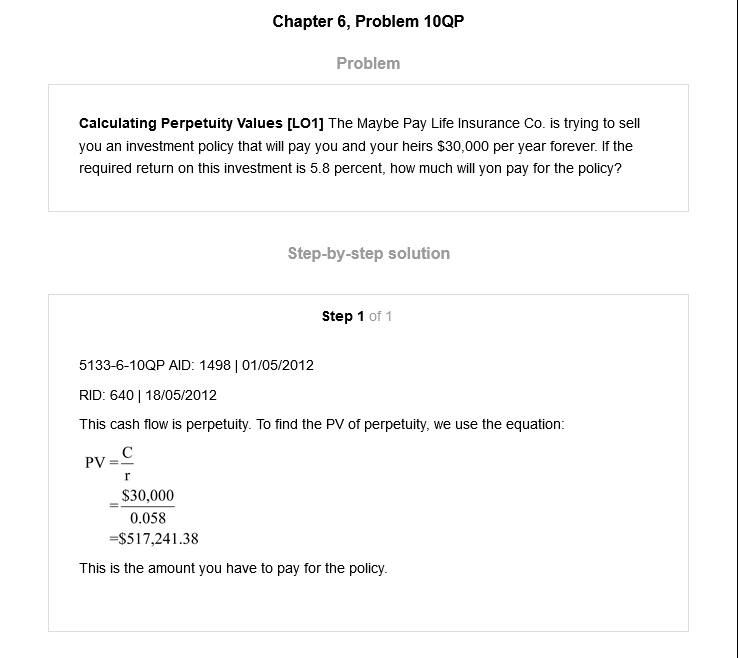 Chapter 6, Problem 10QP
Problem
Calculating Perpetuity Values [LO1] The Maybe Pay Life Insurance Co. is trying to sell
you an investment policy that will pay you and your heirs $30,000 per year forever. If the
required return on this investment is 5.8 percent, how much will yon pay for the policy?
Step-by-step solution
Step 1 of 1
5133-6-10QP AID: 1498 | 01/05/2012
RID: 640 | 18/05/2012
This cash flow is perpetuity. To find the PV of perpetuity, we use the equation:
PV = C
r
= $30,000
0.058
=$517,241.38
This is the amount you have to pay for the policy.